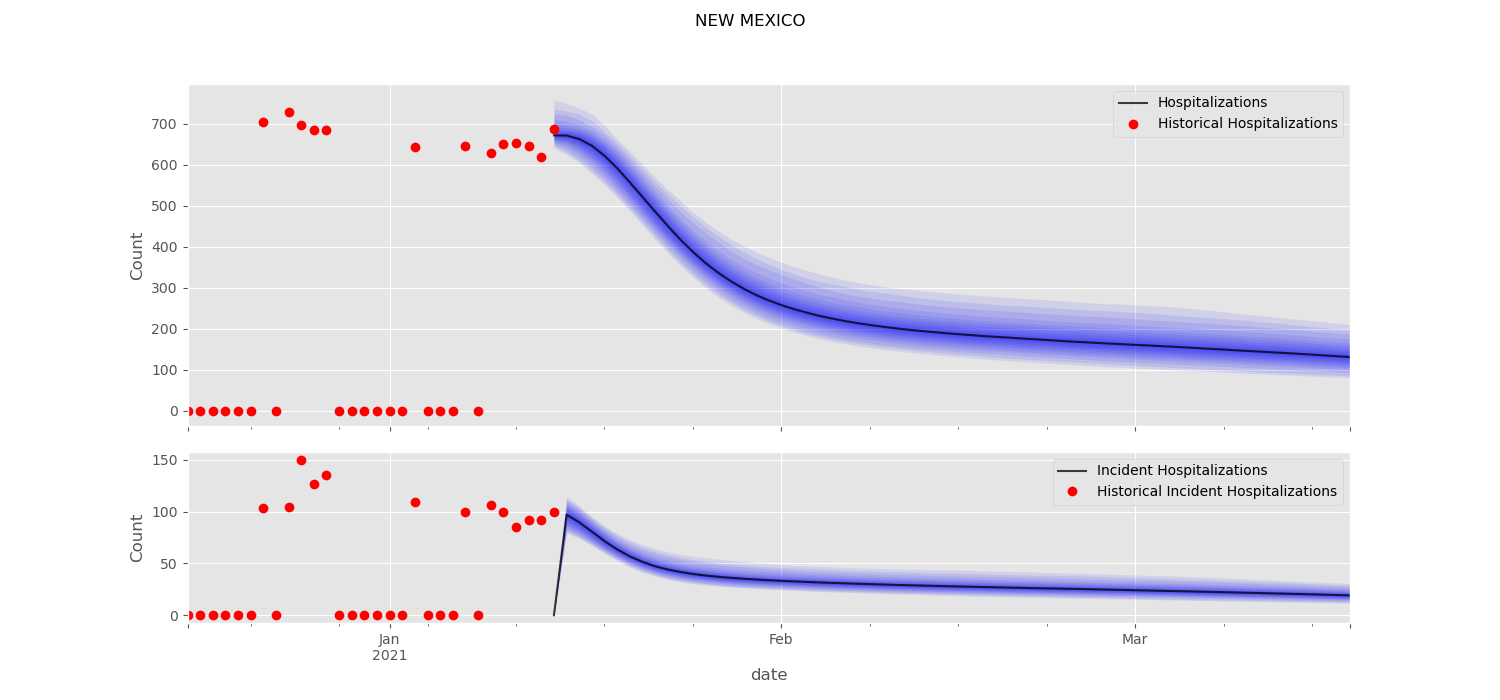 NEW MEXICO
Hospitalizations
Historical Hospitalizations
700
600
500
400
300
200
100
0
Count
Incident Hospitalizations
Historical Incident Hospitalizations
150
100
50
0
Count
Jan
2021
Feb
Mar
date